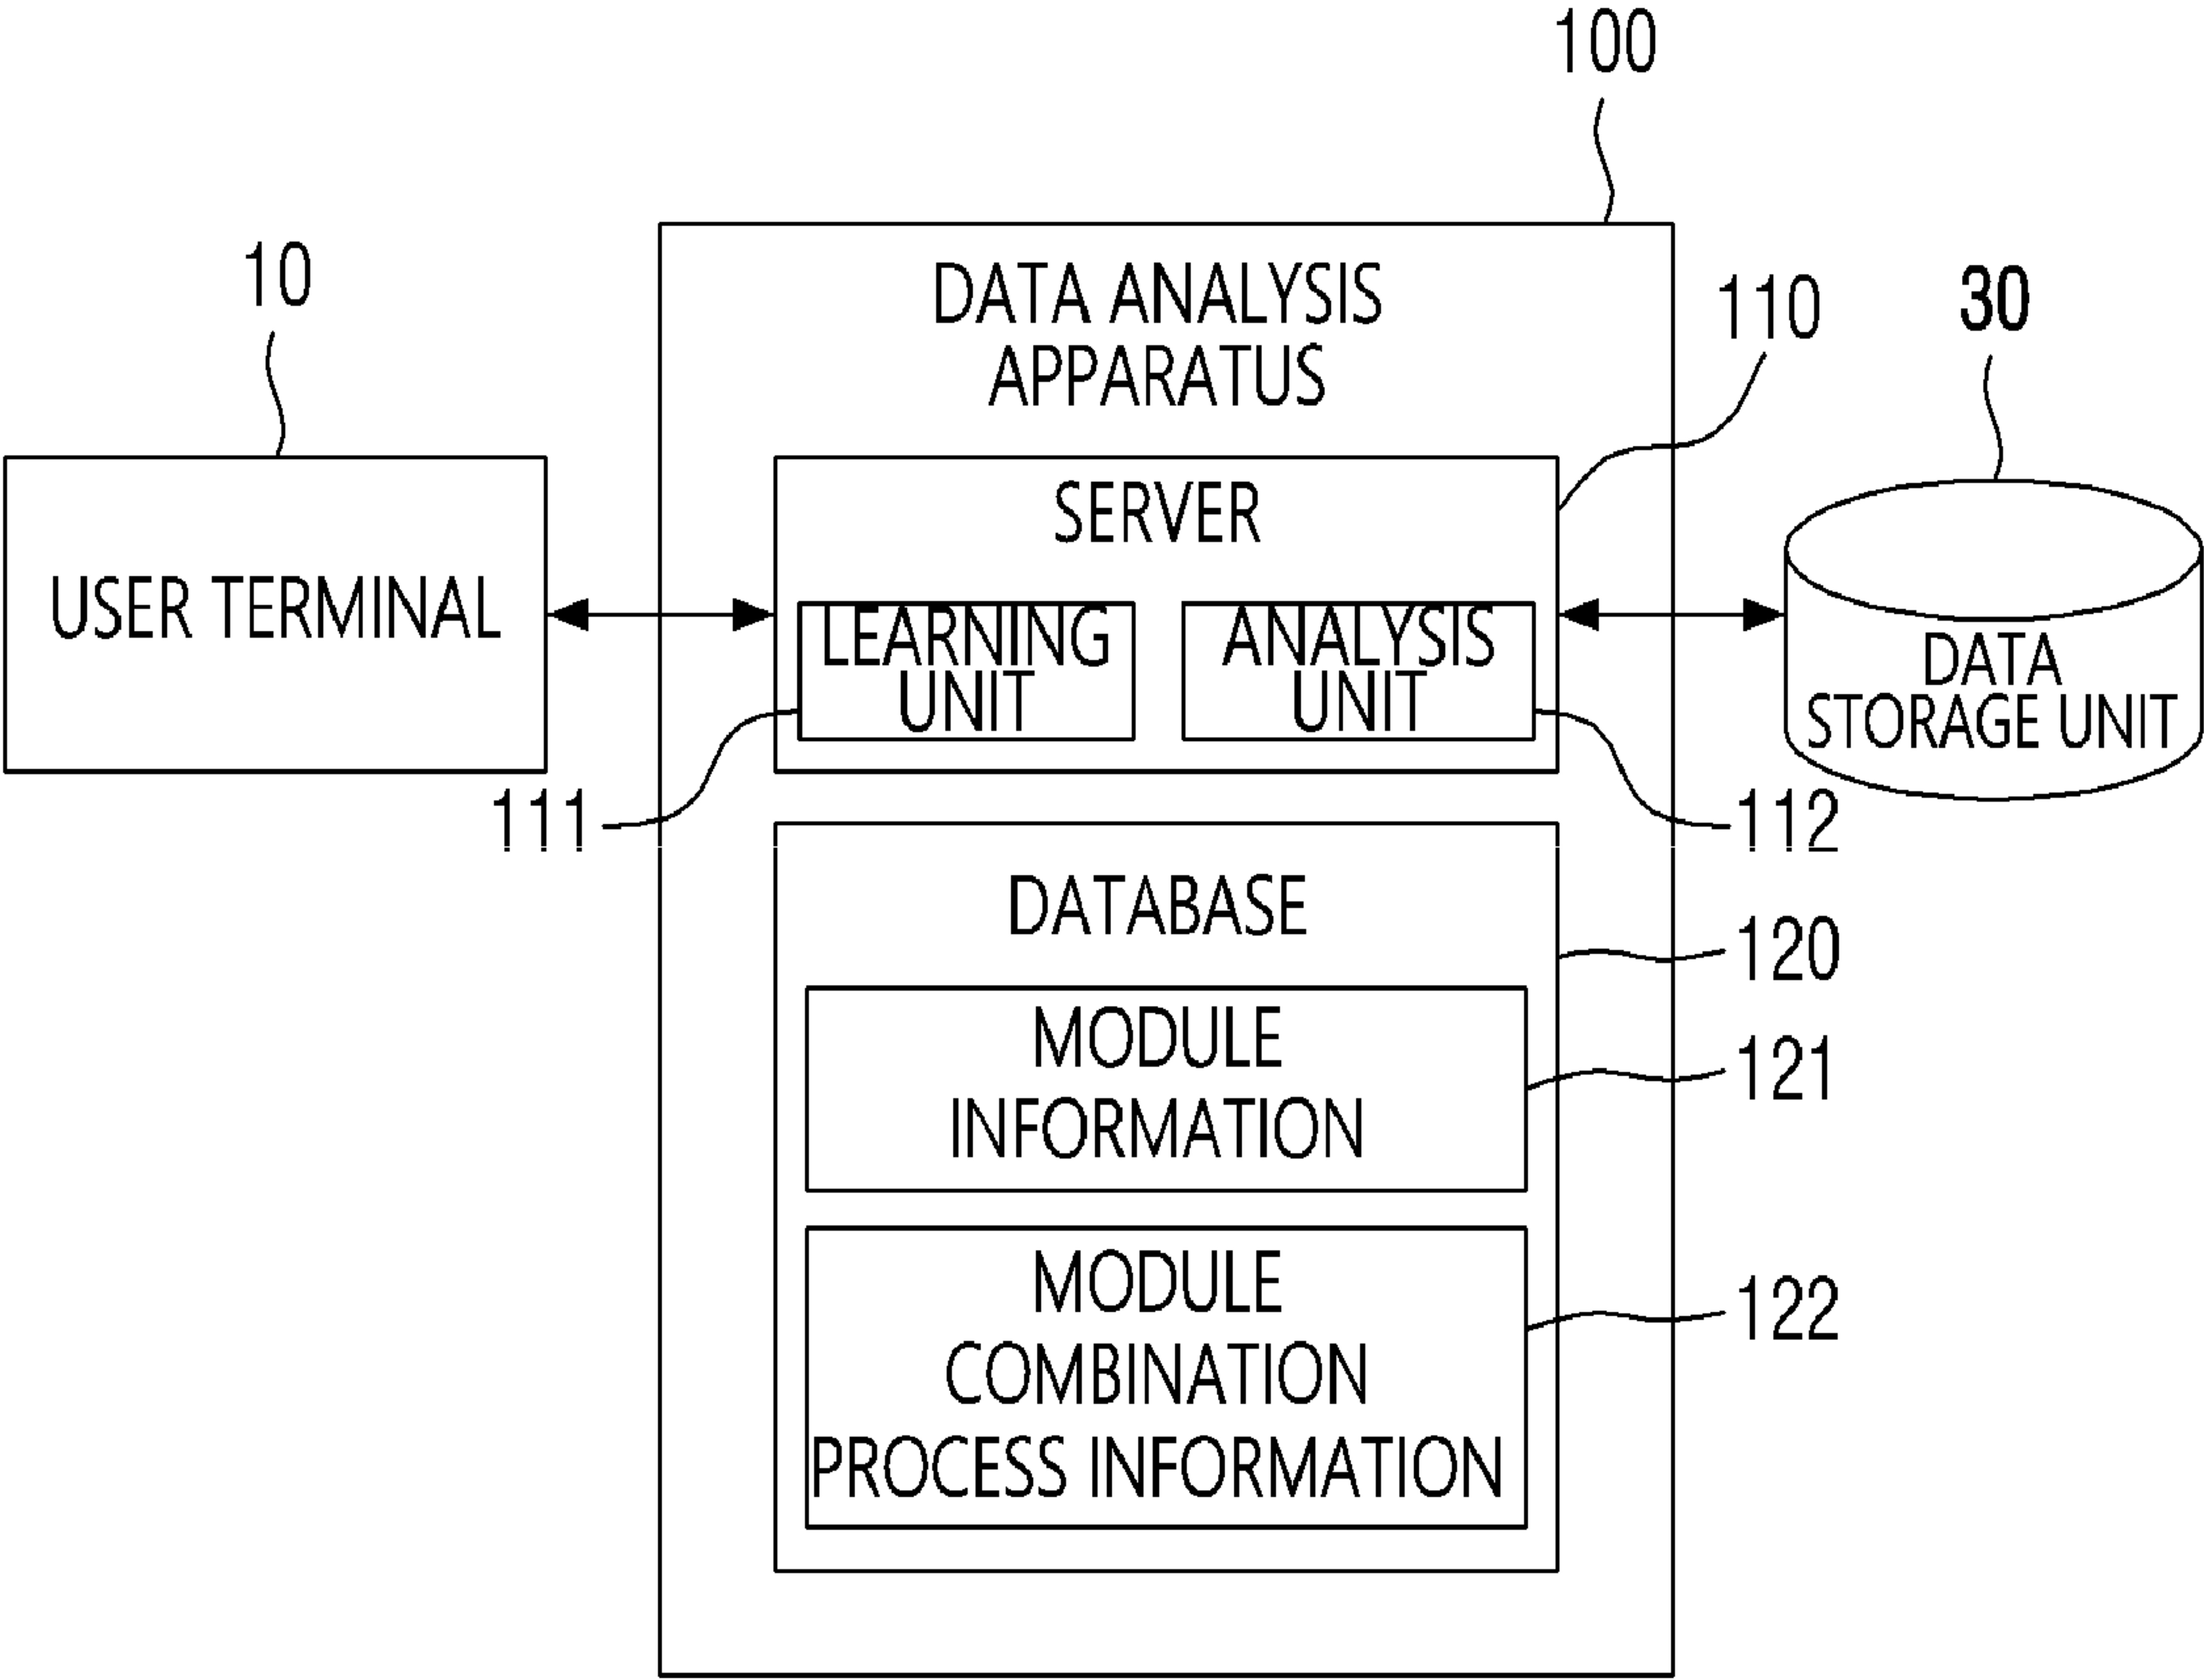 100
10
DATA ANALYSIS
APPARATUS
110
30
SERVER
USER TERMINAL
LEARNING
UNIT
ANALYSIS
UNIT
DATA
STORAGE UNIT
111
112
DATABASE
120
MODULE
INFORMATION
121
MODULE
COMBINATION
PROCESS INFORMATION
122